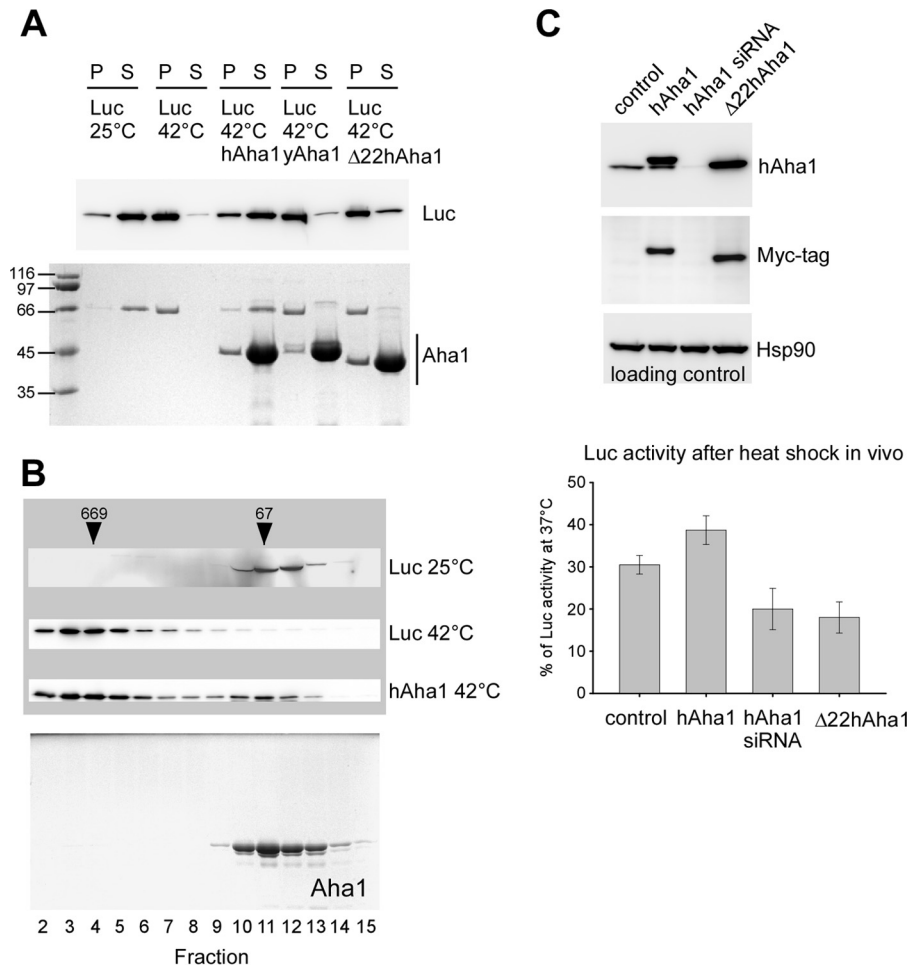 A
P S P S P S P S P S
Luc Luc Luc Luc Luc
25°C 42°C 42°C 42°C 42°C
hAha1 yAha1 Δ22hAha1
Luc
116
97
66
45
35
Aha1
B
669 67
Luc 25°C
Luc 42°C
hAha1 42°C
Aha1
2 3 4 5 6 7 8 9 10 11 12 13 14 15
Fraction
C
control hAha1 hAha1 siRNA Δ22hAha1
hAha1
Myc-tag
Hsp90
loading control
Luc activity after heat shock in vivo
% of Luc activity at 37°C
50
40
30
20
10
0
control hAha1 hAha1 Δ22hAha1
siRNA